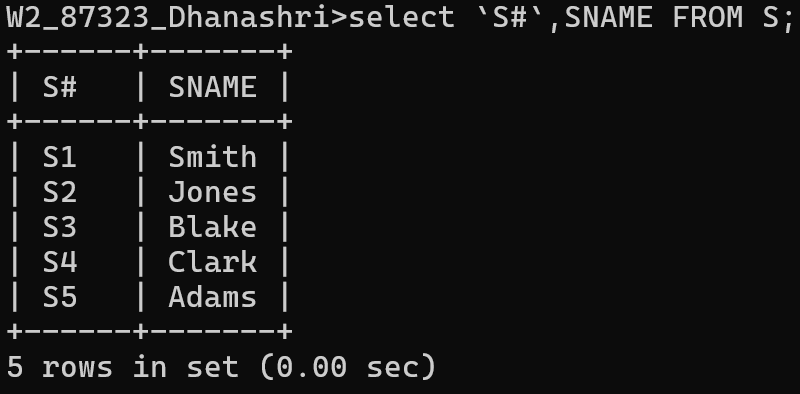 W2_87323_Dhanashri>select `S#`,SNAME FROM S;
+------+-------+
| S#   | SNAME |
+------+-------+
| S1   | Smith |
| S2   | Jones |
| S3   | Blake |
| S4   | Clark |
| S5   | Adams |
+------+-------+
5 rows in set (0.00 sec)